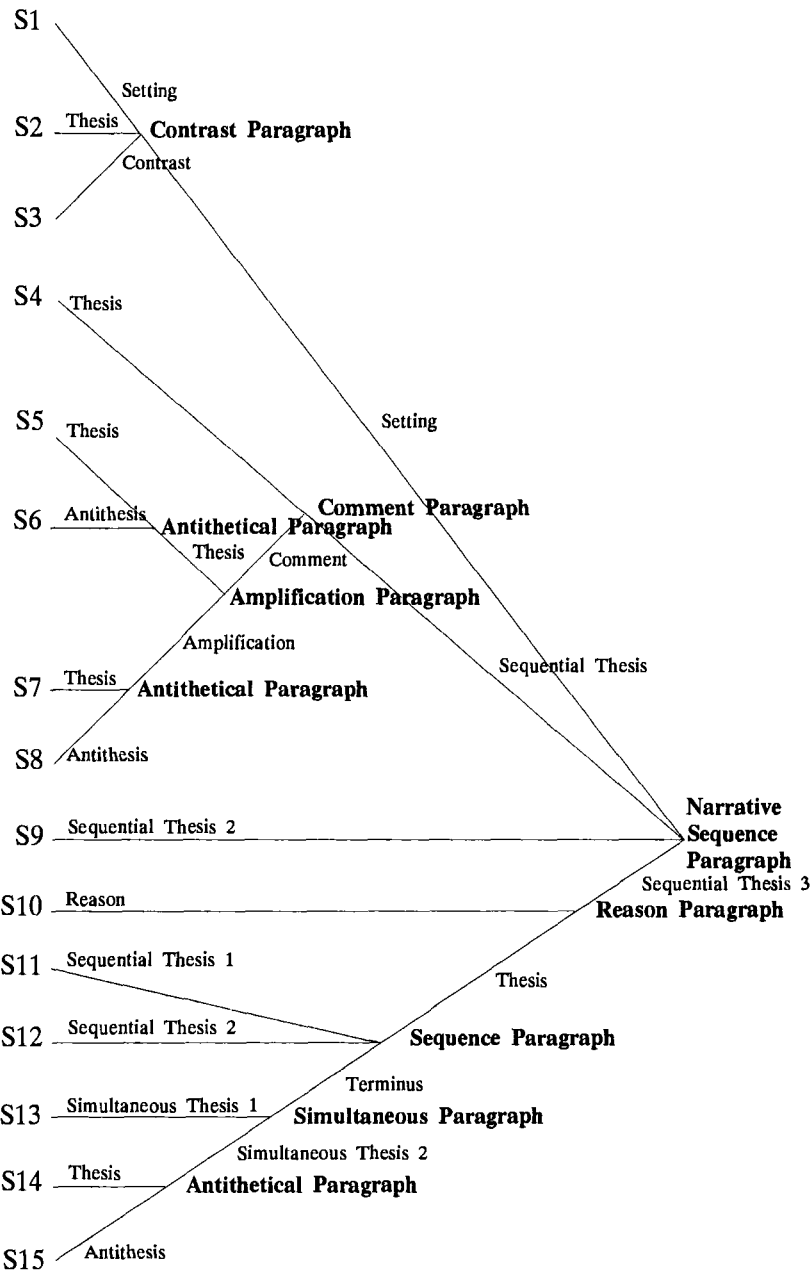 S1
Setting
S2 Thesis Contrast Paragraph
Contrast
S3
S4 Thesis
S5 Thesis
Setting
S6 Antithesis Antithetical Paragraph
Comment Paragraph
Thesis Comment
Amplification Paragraph
Amplification
Sequential Thesis
S7 Thesis Antithetical Paragraph
S8 Antithesis
Narrative
Sequence
Paragraph
S9 Sequential Thesis 2
Sequential Thesis 3
S10 Reason Reason Paragraph
S11 Sequential Thesis 1
Thesis
S12 Sequential Thesis 2 Sequence Paragraph
Terminus
S13 Simultaneous Thesis 1 Simultaneous Paragraph
Simultaneous Thesis 2
S14 Thesis Antithetical Paragraph
S15 Antithesis